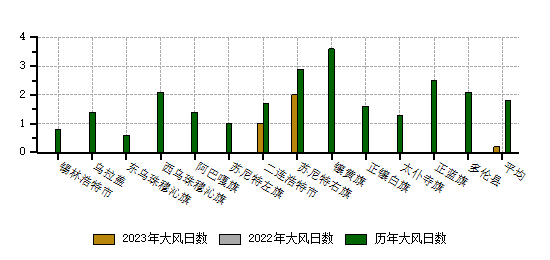 4
3
2
1
0
锡林浩特市 乌拉盖 东乌珠穆沁旗 西乌珠穆沁旗 阿巴嘎旗 苏尼特左旗 二连浩特市 苏尼特右旗 镶黄旗 正镶白旗 太仆寺旗 正蓝旗 多伦县 平均
2023年大风日数 2022年大风日数 历年大风日数